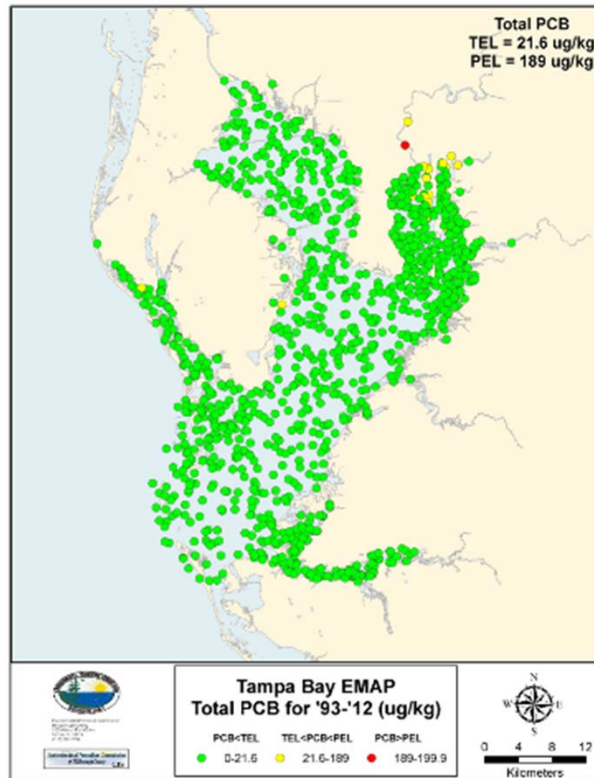 Total PCB
TEL = 21.6 ug/kg
PEL = 189 ug/kg
Tampa Bay EMAP
Total PCB for '93-'12 (ug/kg)
PCB<TEL TEL<PCB<PEL PCB>PEL
0-21.6 21.6-189 189-199.9
N
W E
S
0 4 8 12
Kilometers